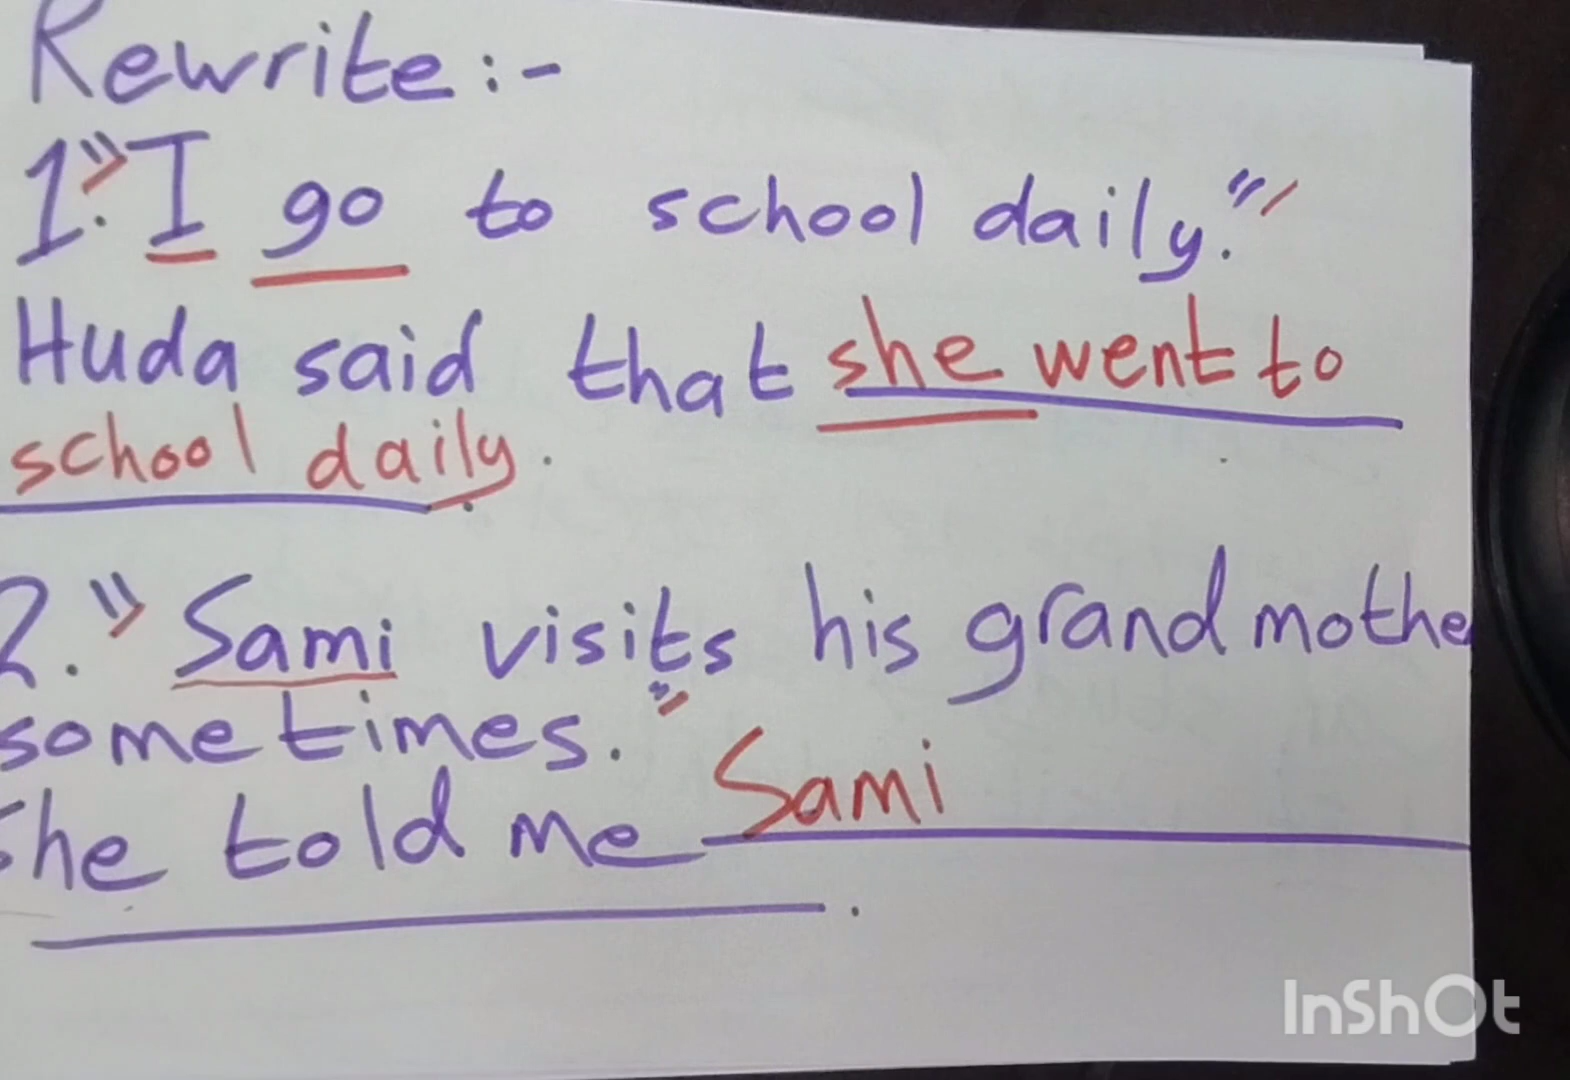 Rewrite:-
1. "I go to school daily."
Huda said that she went to
school daily.
2. "Sami visits his grandmothe
sometimes."
She told me Sami
.
InShOt